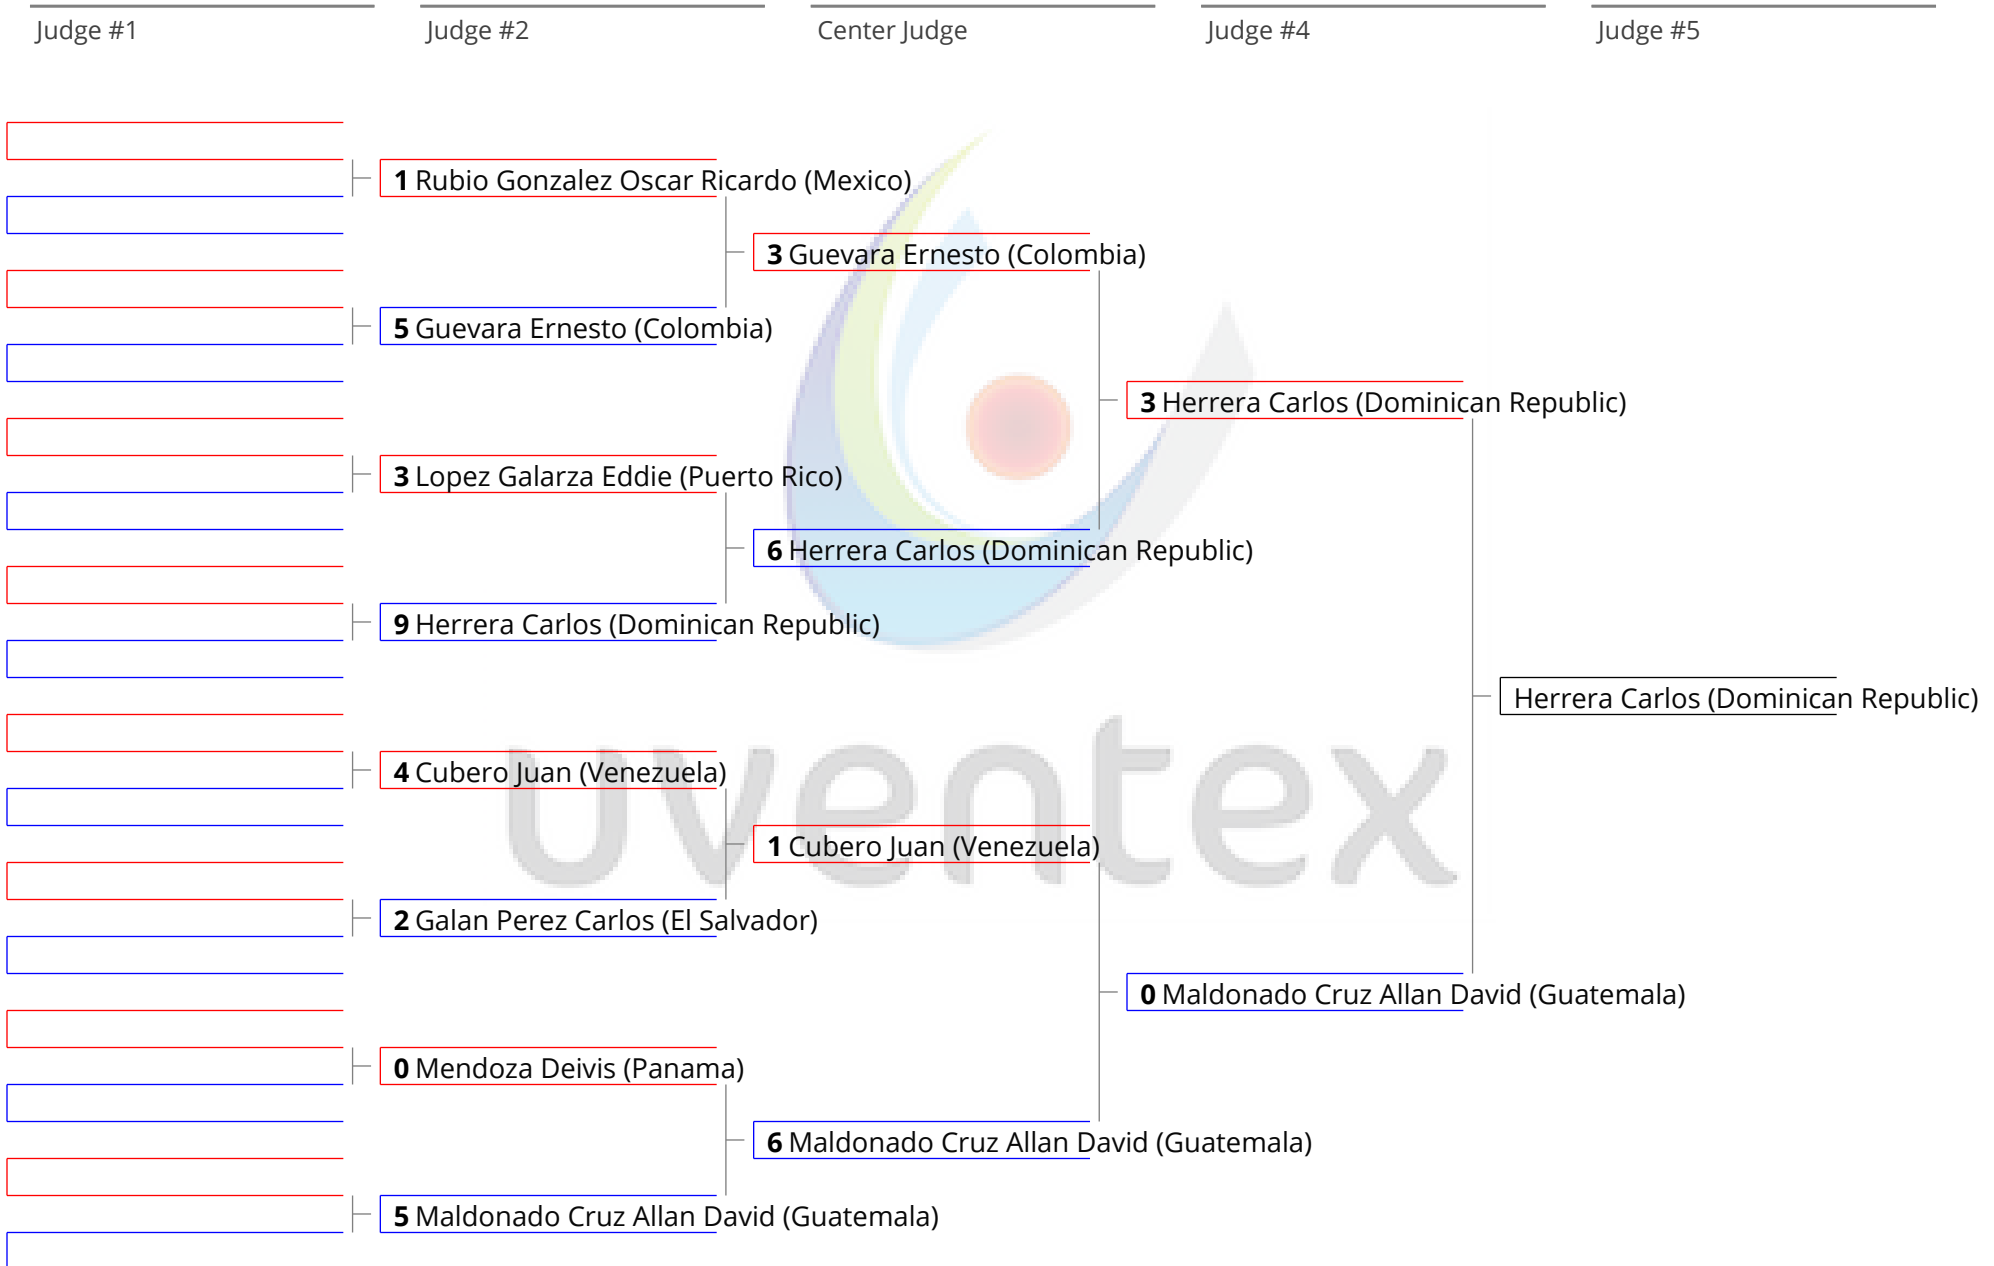 Judge #1 Judge #2 Center Judge Judge #4 Judge #5
1 Rubio Gonzalez Oscar Ricardo (Mexico)
3 Guevara Ernesto (Colombia)
5 Guevara Ernesto (Colombia)
3 Herrera Carlos (Dominican Republic)
3 Lopez Galarza Eddie (Puerto Rico)
6 Herrera Carlos (Dominican Republic)
9 Herrera Carlos (Dominican Republic)
Herrera Carlos (Dominican Republic)
4 Cubero Juan (Venezuela)
uventex
1 Cubero Juan (Venezuela)
2 Galan Perez Carlos (El Salvador)
0 Maldonado Cruz Allan David (Guatemala)
0 Mendoza Deivis (Panama)
6 Maldonado Cruz Allan David (Guatemala)
5 Maldonado Cruz Allan David (Guatemala)